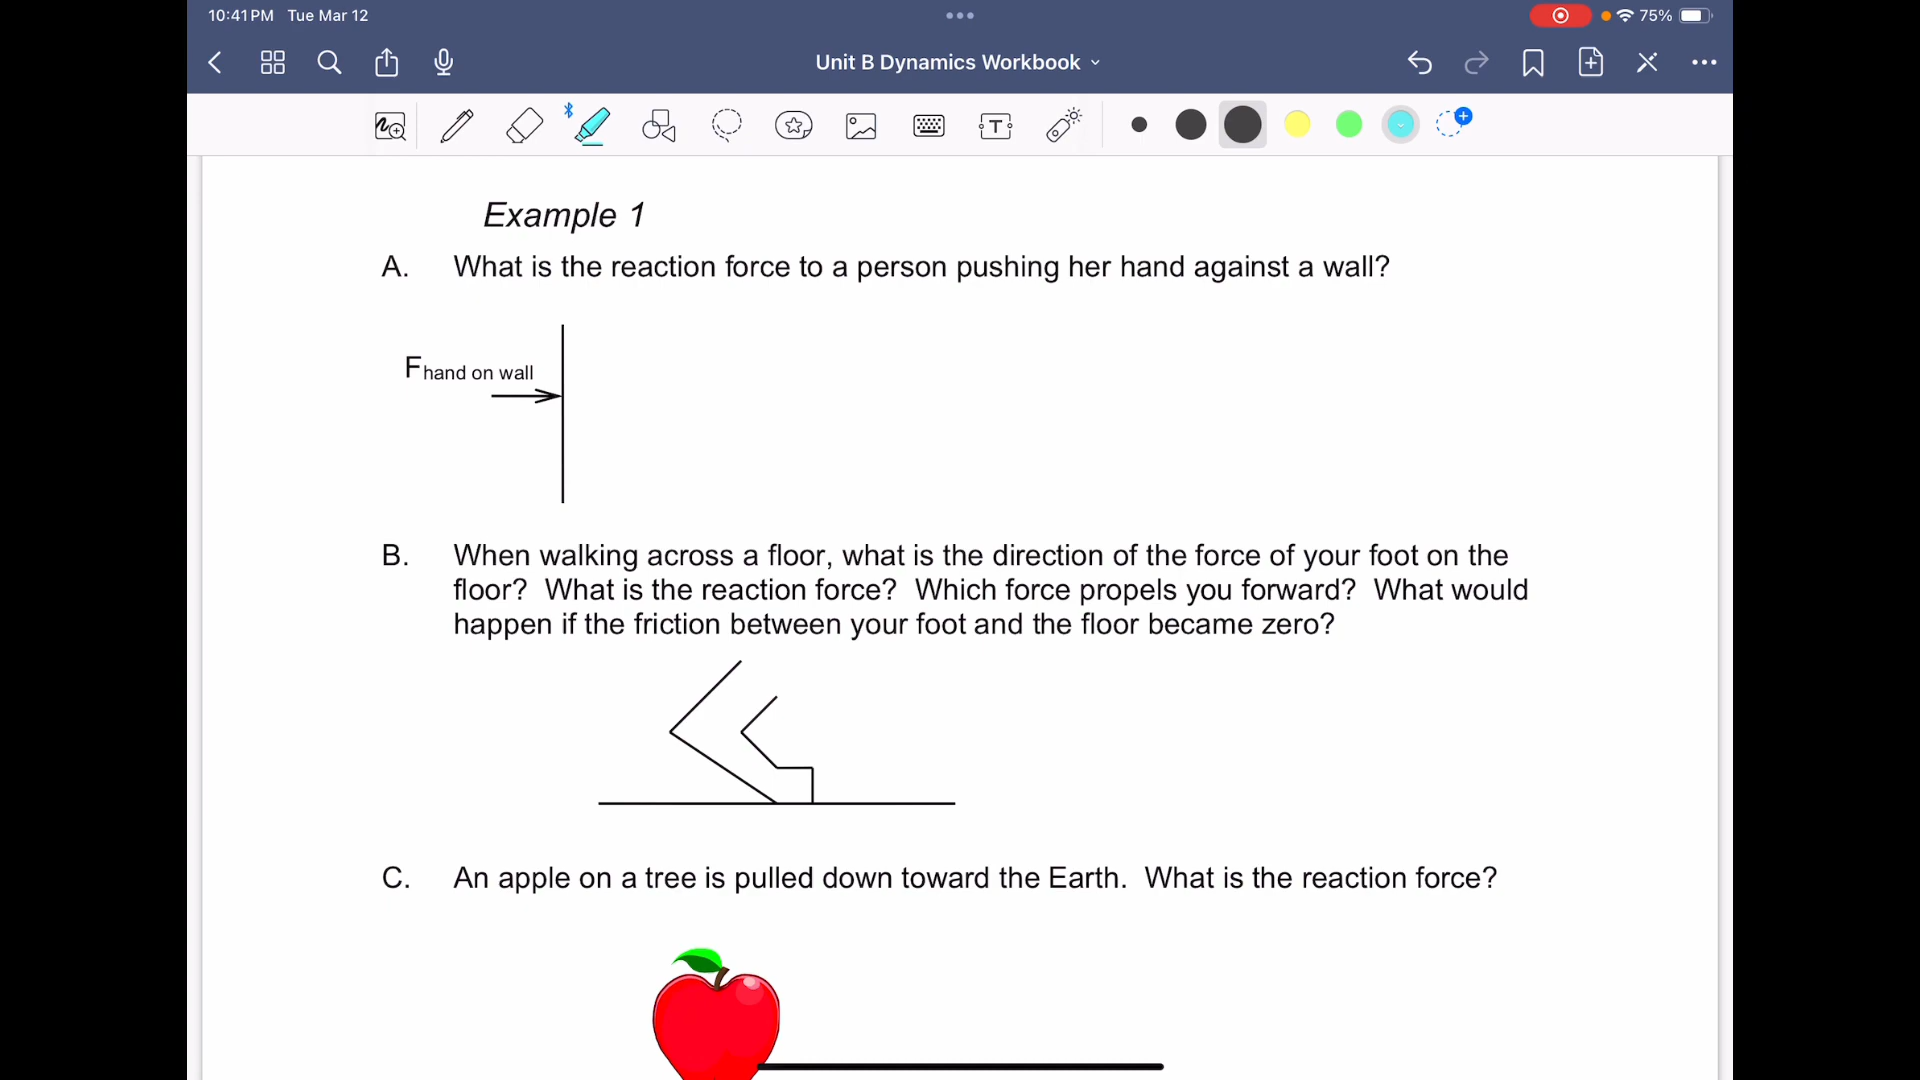 10:41 PM Tue Mar 12
75%
Unit B Dynamics Workbook
T
Example 1
A. What is the reaction force to a person pushing her hand against a wall?
F hand on wall
B. When walking across a floor, what is the direction of the force of your foot on the
floor? What is the reaction force? Which force propels you forward? What would
happen if the friction between your foot and the floor became zero?
C. An apple on a tree is pulled down toward the Earth. What is the reaction force?